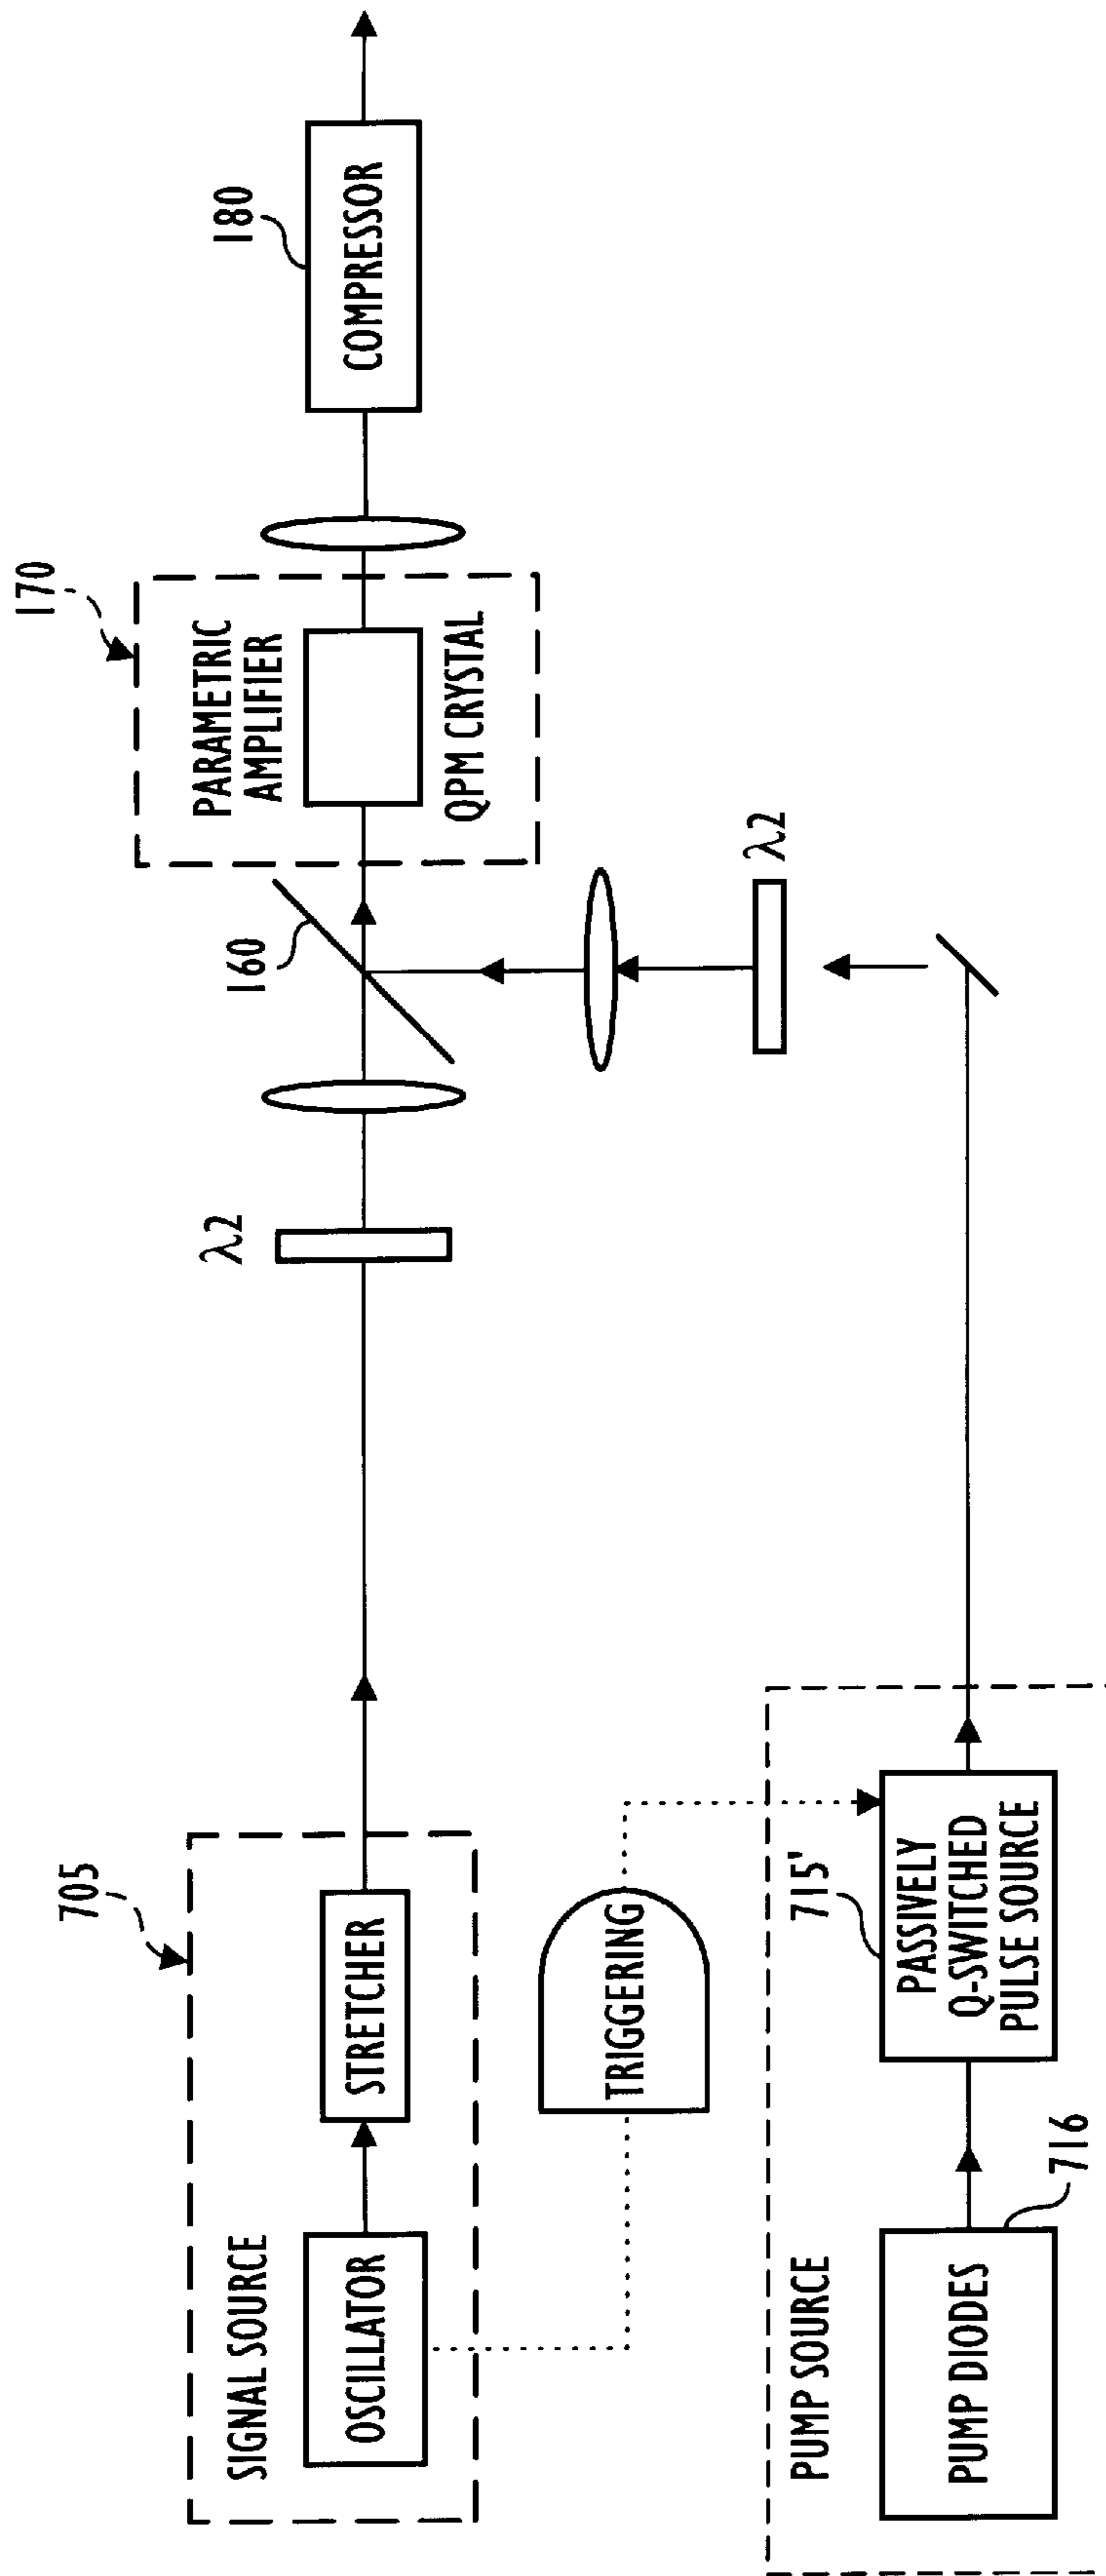 SIGNAL SOURCE
705
OSCILLATOR
STRETCHER
λ2
160
170
PARAMETRIC
AMPLIFIER
QPM CRYSTAL
180
COMPRESSOR
TRIGGERING
λ2
PUMP SOURCE
PUMP DIODES
716
715'
PASSIVELY
Q-SWITCHED
PULSE SOURCE